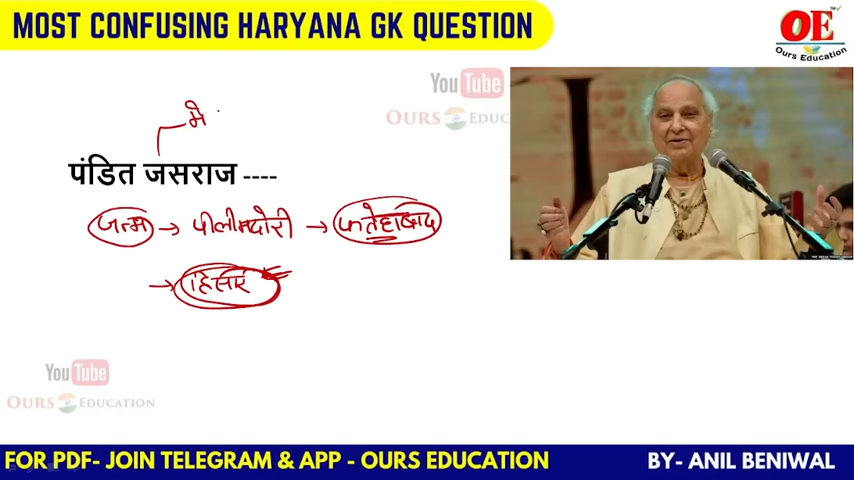 MOST CONFUSING HARYANA GK QUESTION
OE
Ours Education
YouTube
OURS EDUC
मे
पंडित जसराज ----
जन्म → पीलीमंदोरी → फतेहाबाद
→ हिसार
YouTube
OURS EDUCATION
FOR PDF- JOIN TELEGRAM & APP - OURS EDUCATION
BY- ANIL BENIWAL